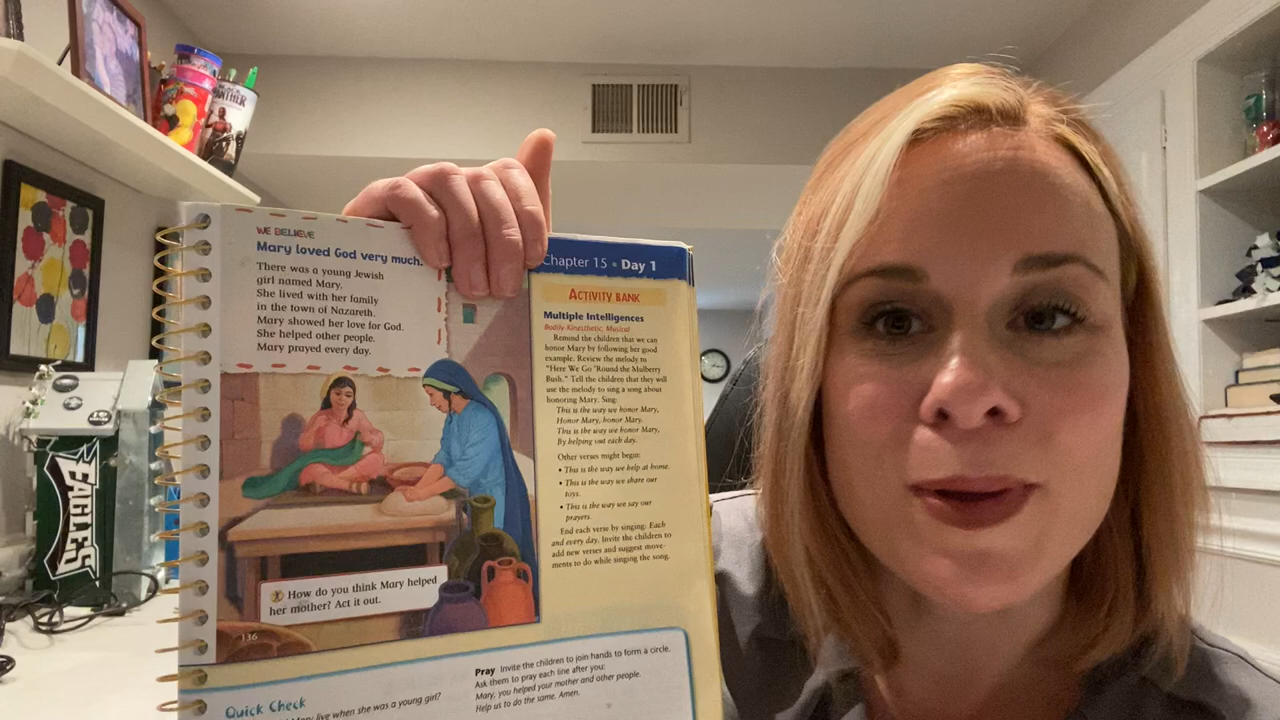 WE BELIEVE
Mary loved God very much.
There was a young Jewish
girl named Mary.
She lived with her family
in the town of Nazareth.
Mary showed her love for God.
She helped other people.
Mary prayed every day.
How do you think Mary helped
her mother? Act it out.
136
Chapter 15 • Day 1
ACTIVITY BANK
Multiple Intelligences
Bodily-Kinesthetic, Musical
Remind the children that we can
honor Mary by following her good
example. Review the melody to
"Here We Go 'Round the Mulberry
Bush." Tell the children that they will
use the melody to sing a song about
honoring Mary. Sing:
This is the way we honor Mary,
Honor Mary, honor Mary.
This is the way we honor Mary,
By helping out each day.
Other verses might begin:
• This is the way we help at home.
• This is the way we share our
toys.
• This is the way we say our
prayers.
End each verse by singing: Each
and every day. Invite the children to
add new verses and suggest move-
ments to do while singing the song.
Quick Check
Mary live when she was a young girl?
Pray Invite the children to join hands to form a circle.
Ask them to pray each line after you:
Mary, you helped your mother and other people.
Help us to do the same. Amen.
EAGLES
PANTHER